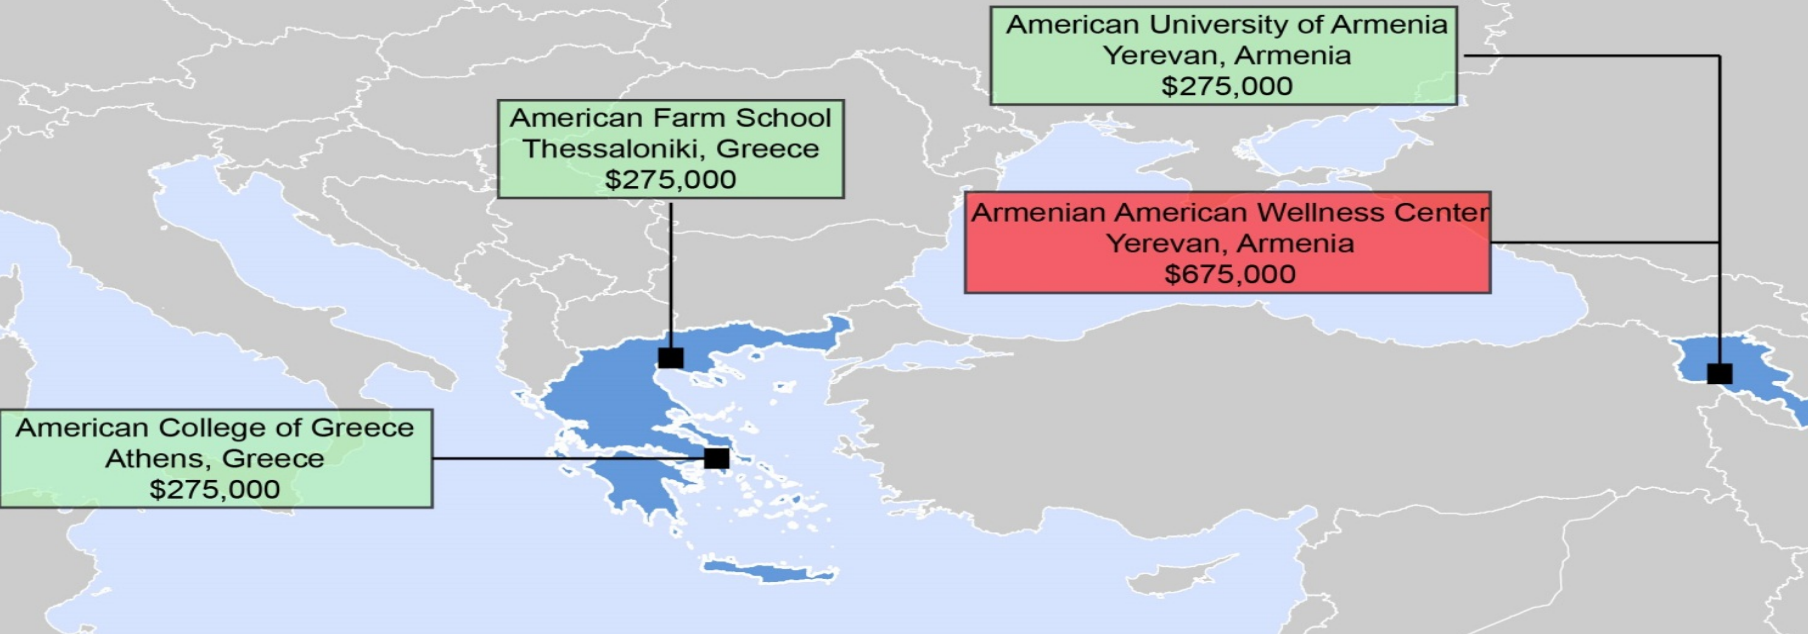 American University of Armenia
Yerevan, Armenia
$275,000
American Farm School
Thessaloniki, Greece
$275,000
Armenian American Wellness Center
Yerevan, Armenia
$675,000
American College of Greece
Athens, Greece
$275,000